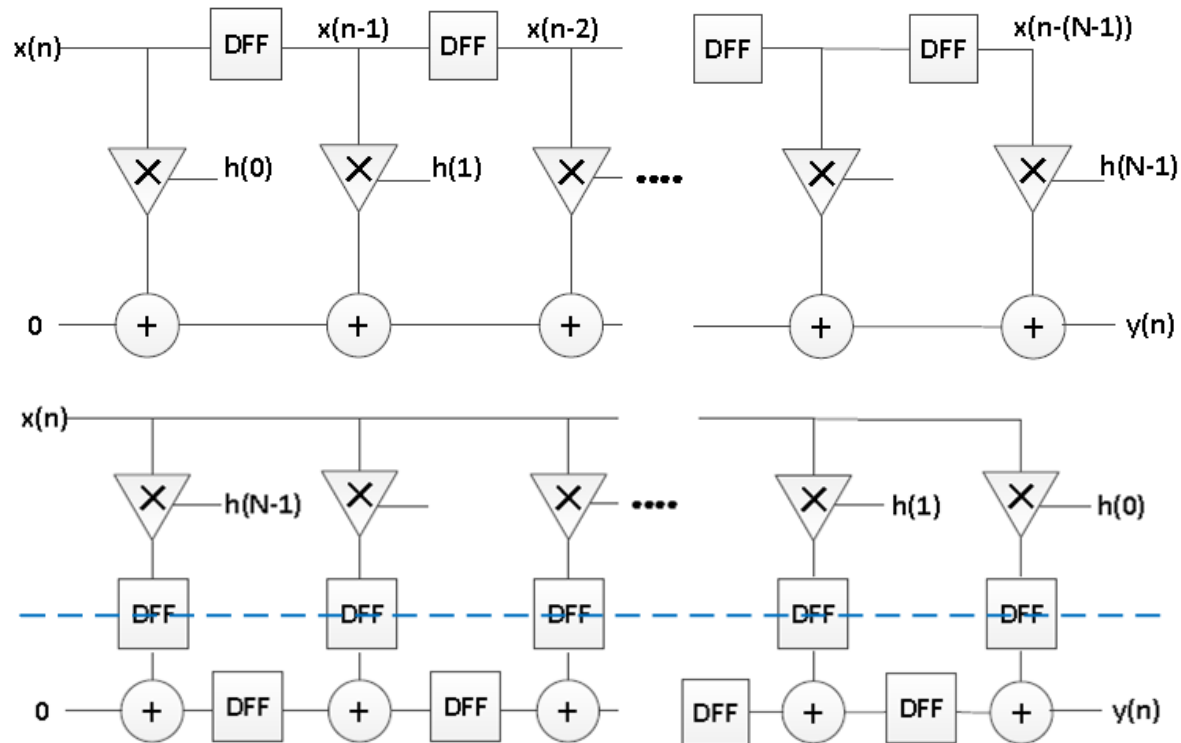 x(n) DFF x(n-1) DFF x(n-2) DFF DFF x(n-(N-1))
× h(0) × h(1) × •••• × × h(N-1)
0 + + + + + y(n)
x(n)
× h(N-1) × × •••• × h(1) × h(0)
DFF DFF DFF DFF DFF
0 + DFF + DFF + DFF + DFF + y(n)